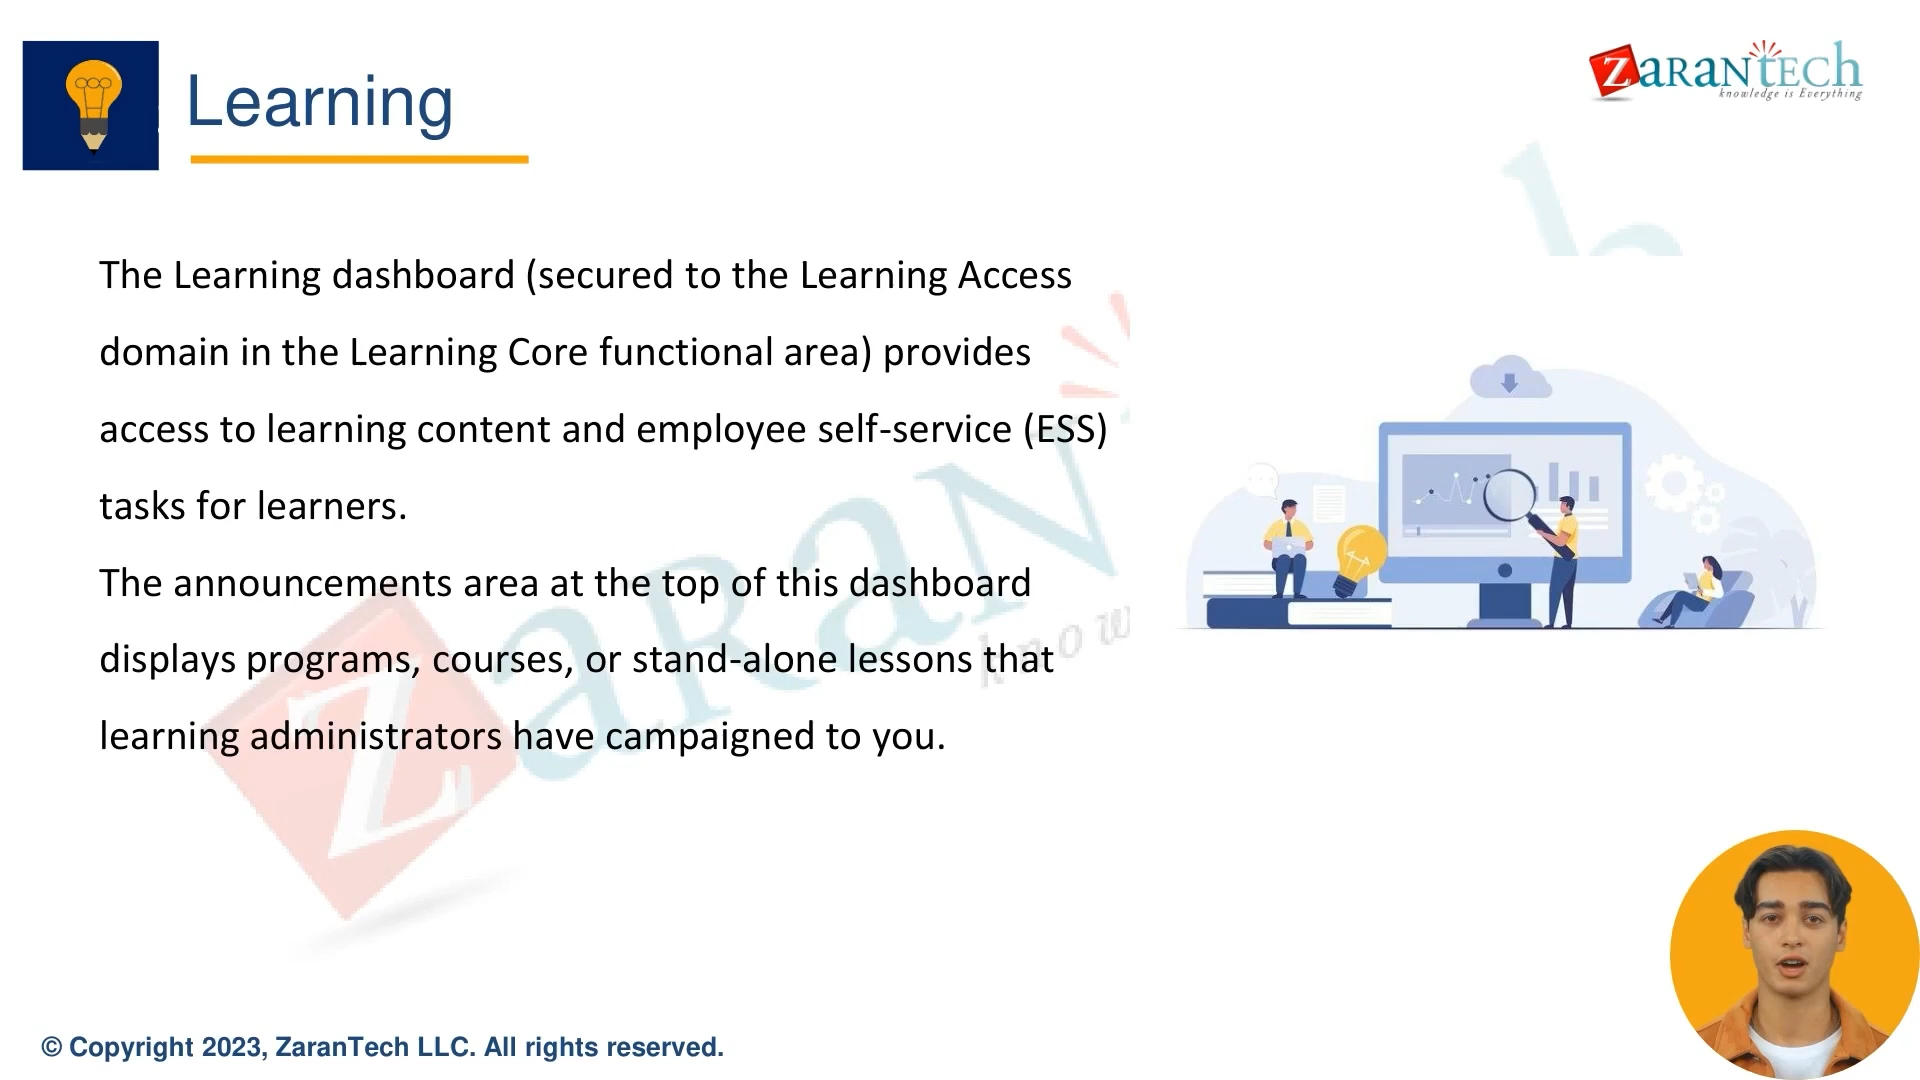 Learning
ZARANTECH
knowledge is Everything
The Learning dashboard (secured to the Learning Access
domain in the Learning Core functional area) provides
access to learning content and employee self-service (ESS)
tasks for learners.
The announcements area at the top of this dashboard
displays programs, courses, or stand-alone lessons that
learning administrators have campaigned to you.
© Copyright 2023, ZaranTech LLC. All rights reserved.